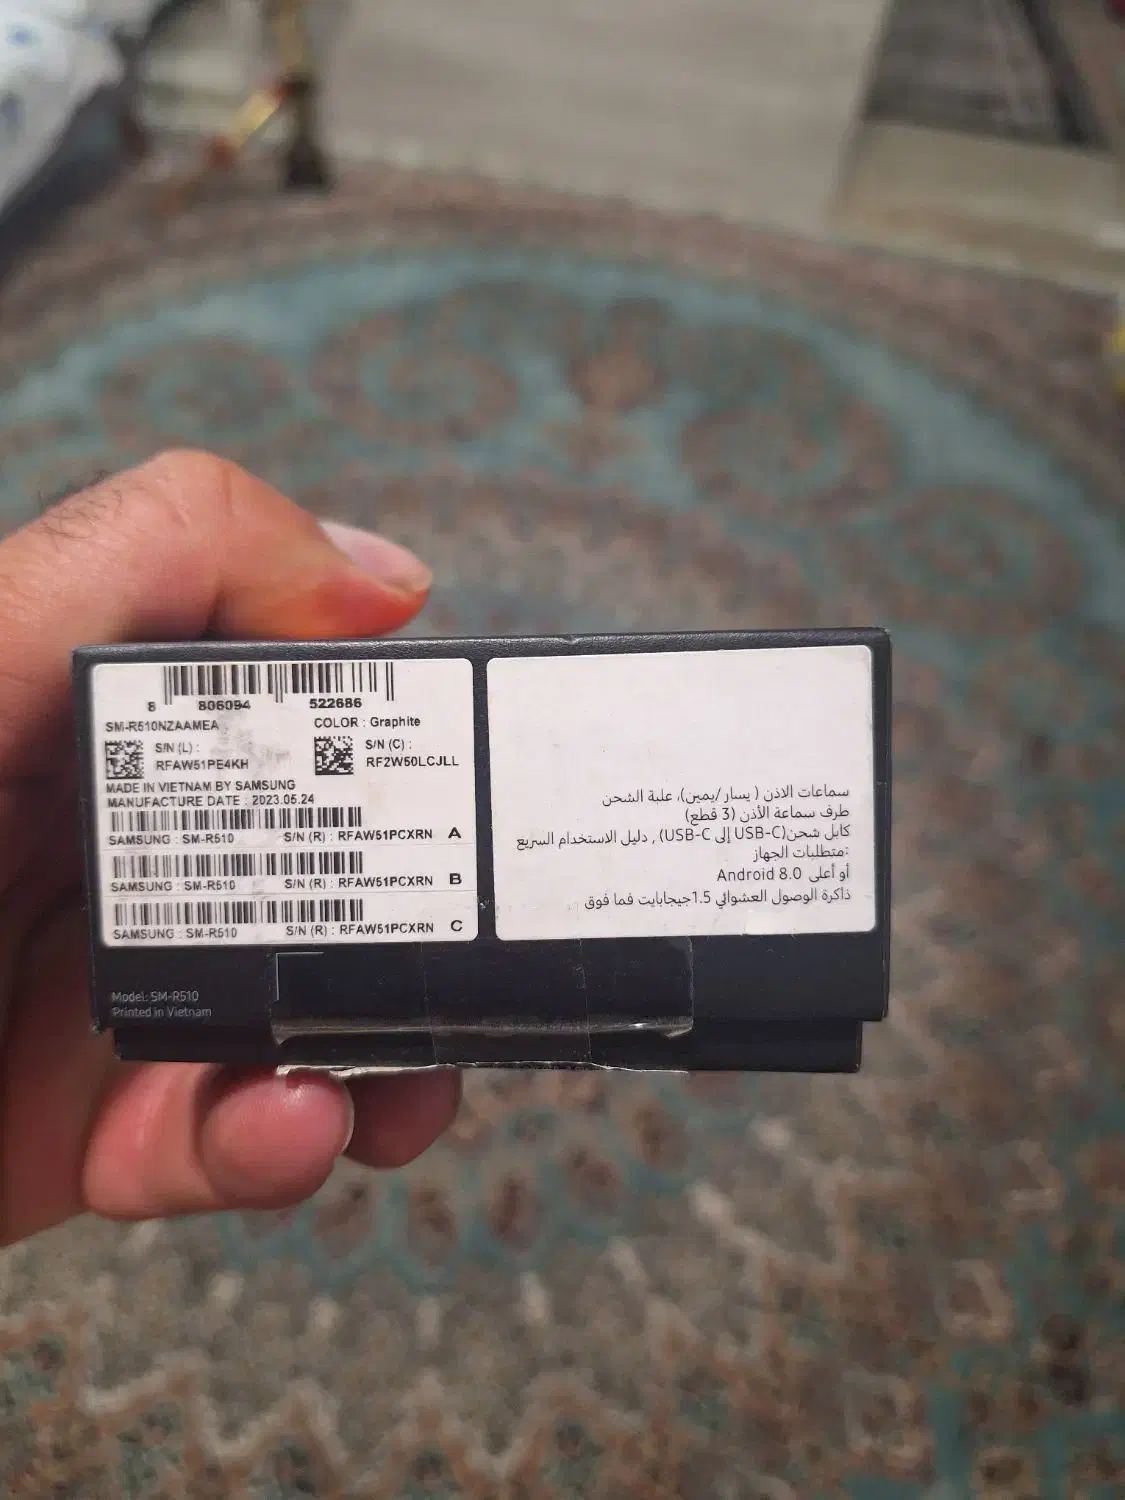 8 806094 522686
SM-R510NZAAMEA COLOR : Graphite
S/N (L) :
RFAW51PE4KH
S/N (C) :
RF2W50LCJLL
MADE IN VIETNAM BY SAMSUNG
MANUFACTURE DATE : 2023.05.24
SAMSUNG : SM-R510 S/N (R) : RFAW51PCXRN A
SAMSUNG : SM-R510 S/N (R) : RFAW51PCXRN B
SAMSUNG : SM-R510 S/N (R) : RFAW51PCXRN C
سماعات الاذن ( يسار /يمين)، علبة الشحن
طرف سماعة الأذن (3 قطع)
كابل شحن(USB-C إلى USB-C) , دليل الاستخدام السريع
:متطلبات الجهاز
أو أعلى Android 8.0
ذاكرة الوصول العشوائي 1.5جيجابايت فما فوق
Model: SM-R510
Printed in Vietnam